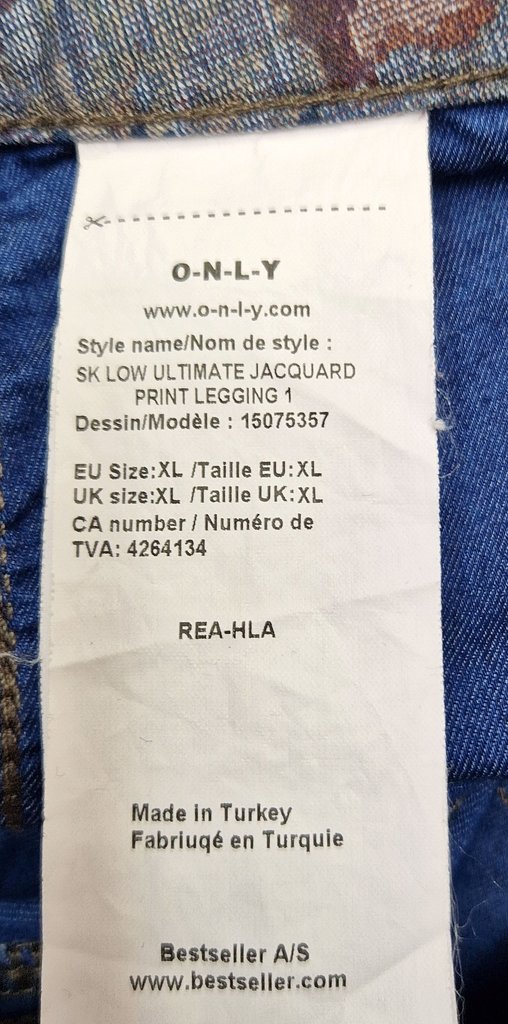 O-N-L-Y
www.o-n-l-y.com
Style name/Nom de style :
SK LOW ULTIMATE JACQUARD
PRINT LEGGING 1
Dessin/Modèle : 15075357
EU Size:XL /Taille EU:XL
UK size:XL /Taille UK:XL
CA number / Numéro de
TVA: 4264134
REA-HLA
Made in Turkey
Fabriuqé en Turquie
Bestseller A/S
www.bestseller.com